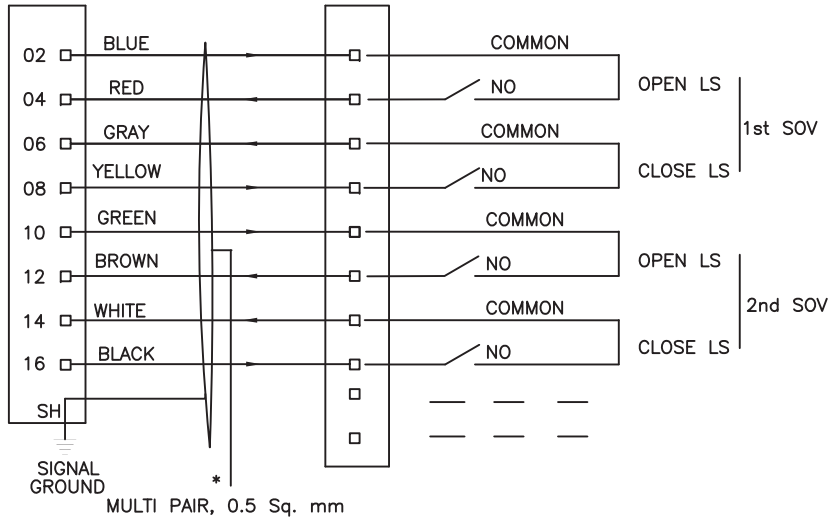 02 BLUE COMMON
04 RED NO OPEN LS
1st SOV
06 GRAY COMMON
08 YELLOW NO CLOSE LS
10 GREEN COMMON
12 BROWN NO OPEN LS
2nd SOV
14 WHITE COMMON
16 BLACK NO CLOSE LS
SH
SIGNAL
GROUND
*
MULTI PAIR, 0.5 Sq. mm